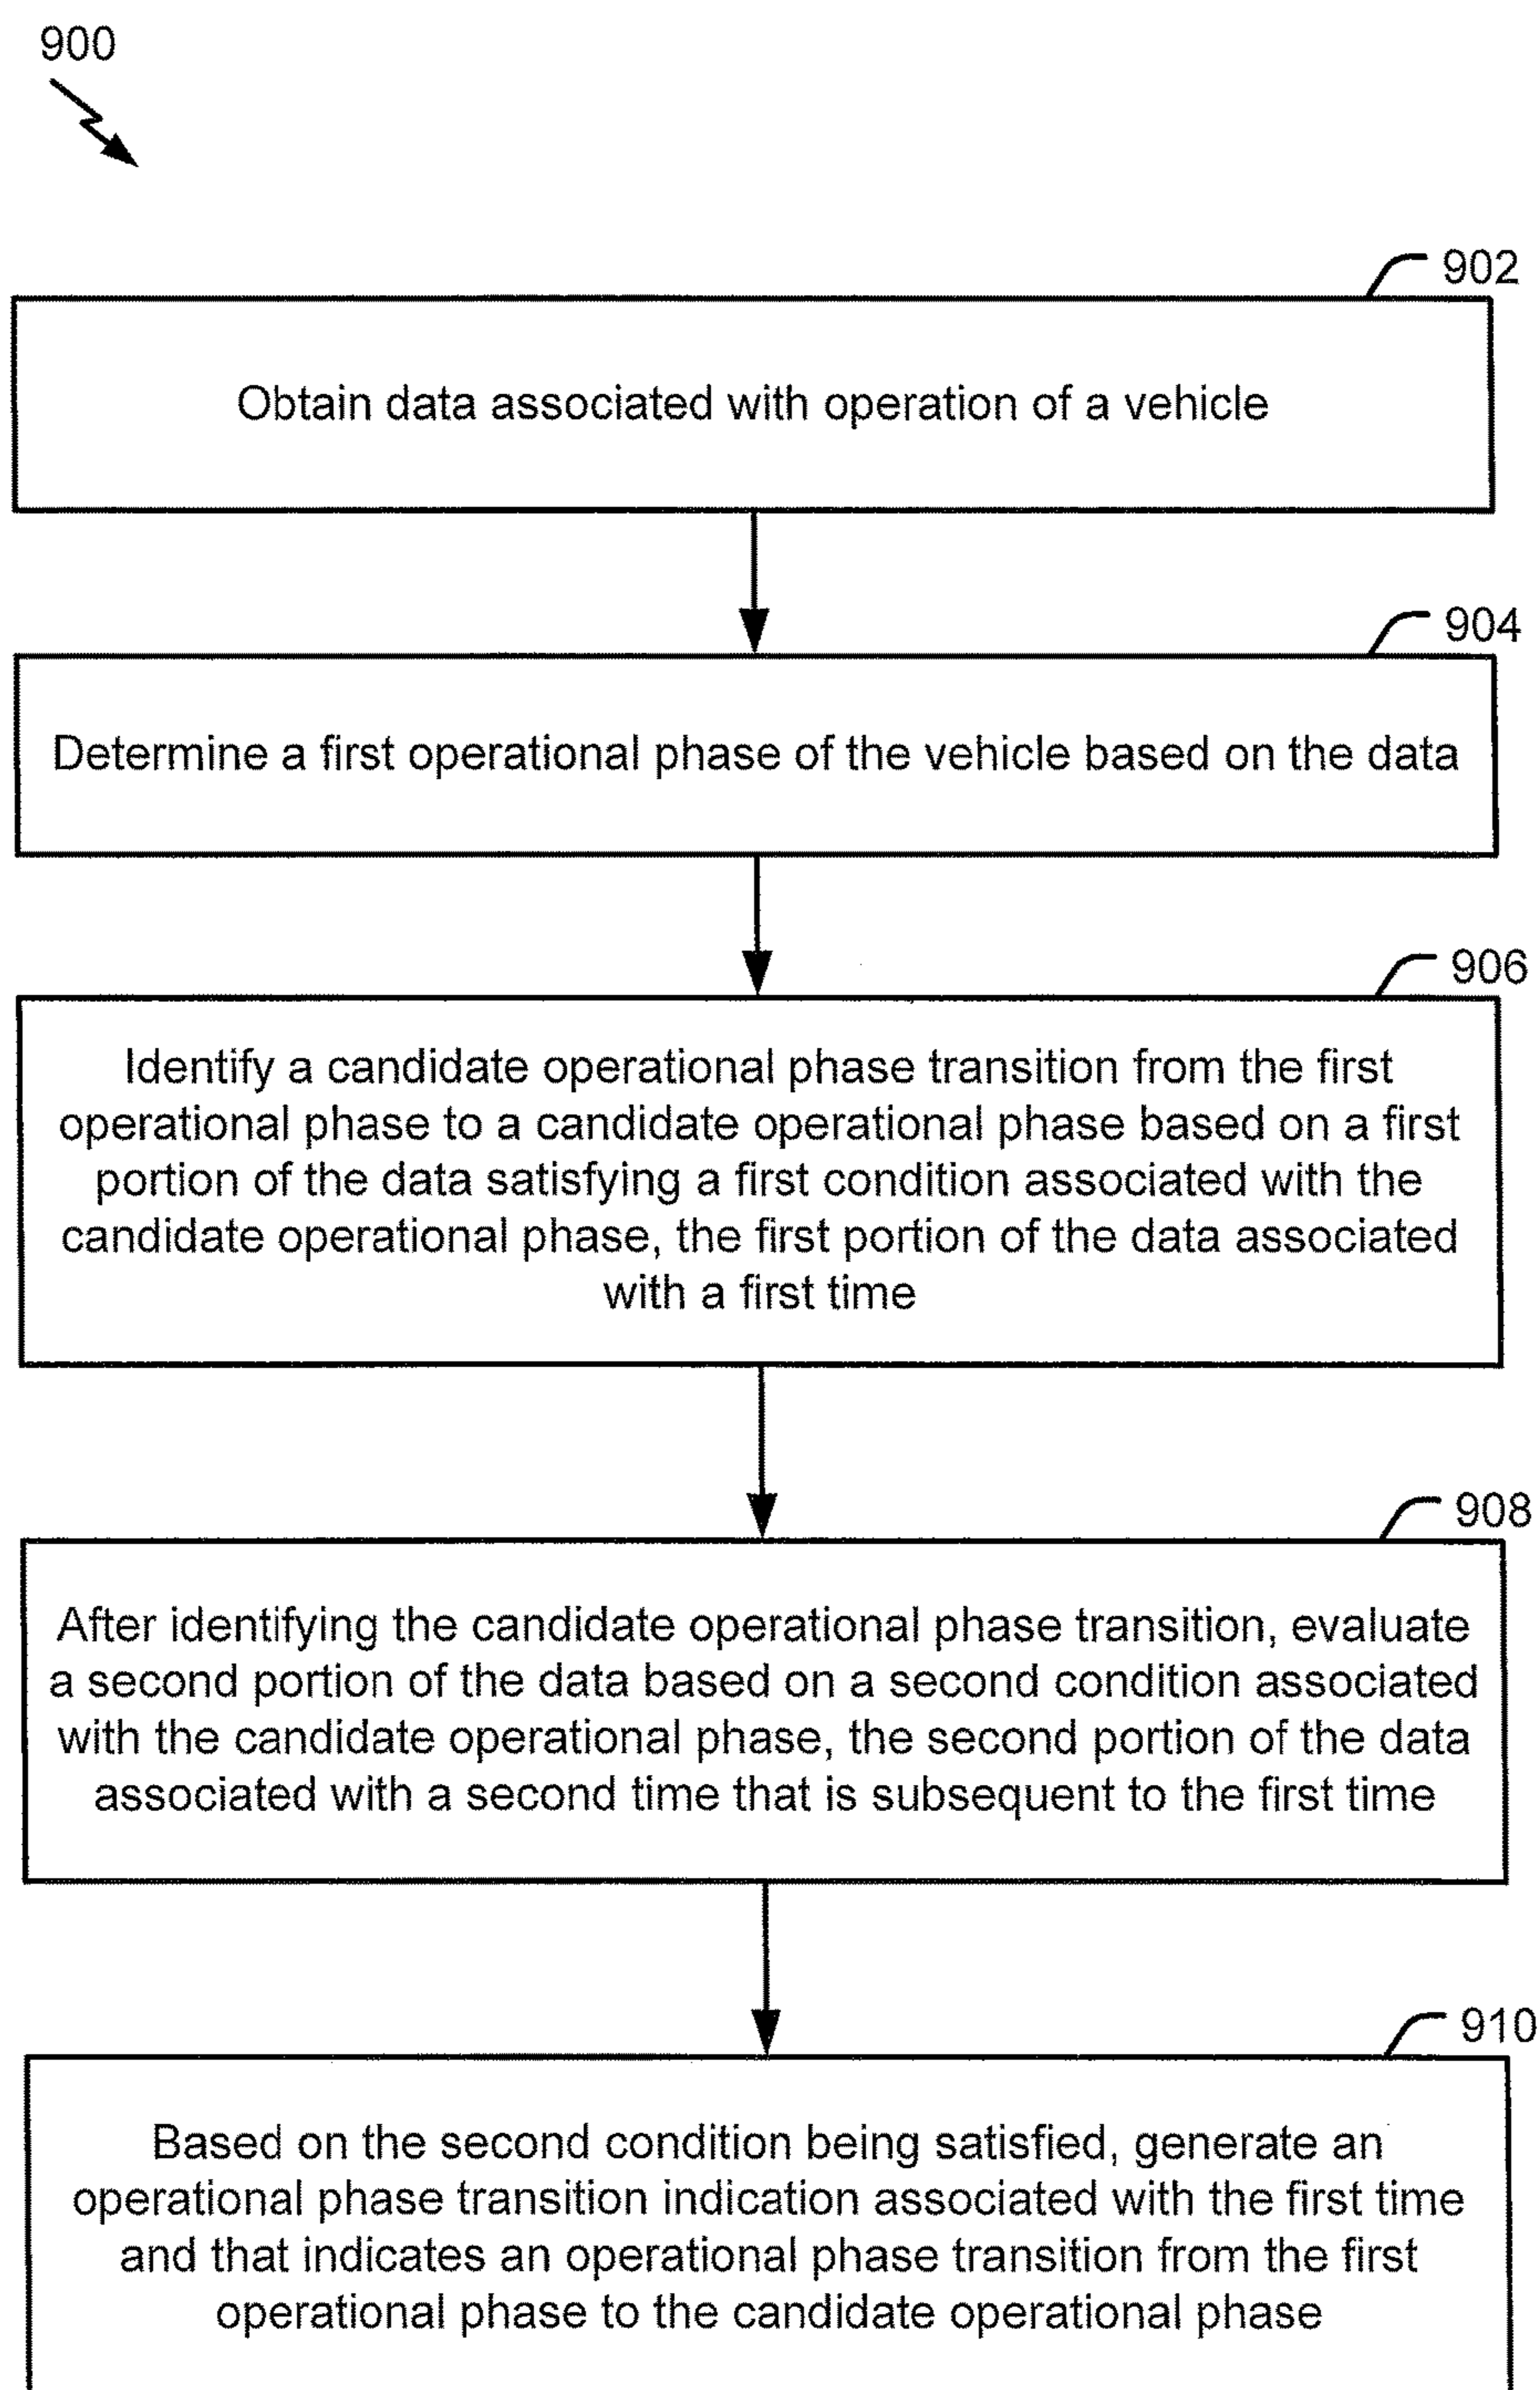 900
902
Obtain data associated with operation of a vehicle
904
Determine a first operational phase of the vehicle based on the data
906
Identify a candidate operational phase transition from the first
operational phase to a candidate operational phase based on a first
portion of the data satisfying a first condition associated with the
candidate operational phase, the first portion of the data associated
with a first time
908
After identifying the candidate operational phase transition, evaluate
a second portion of the data based on a second condition associated
with the candidate operational phase, the second portion of the data
associated with a second time that is subsequent to the first time
910
Based on the second condition being satisfied, generate an
operational phase transition indication associated with the first time
and that indicates an operational phase transition from the first
operational phase to the candidate operational phase